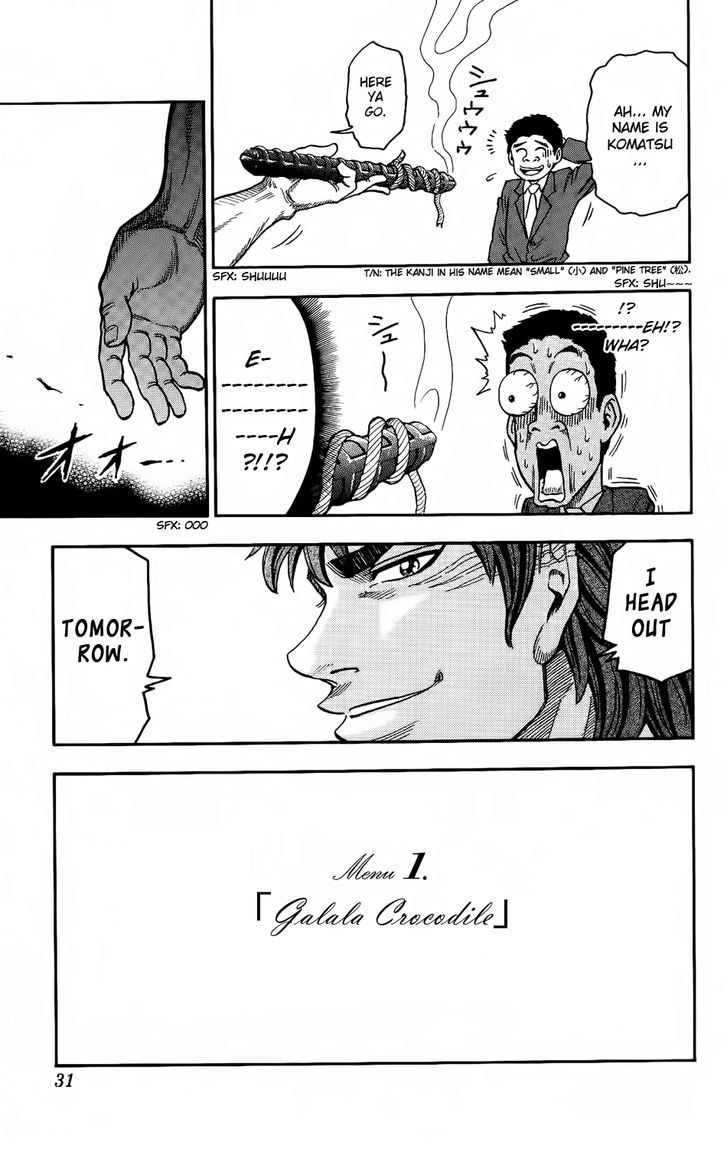 AH... MY
NAME IS
KOMATSU
...
HERE
YA
GO.
シュウウウ
SFX: SHUUUU
T/N: THE KANJI IN HIS NAME MEAN "SMALL" (小) AND "PINE TREE" (松).
SFX: SHU~~~
!?
---------EH!?
WHA?
シュー
E-
--------
--------
----H
?!!!?
オオー
SFX: OOO
I
HEAD
OUT
TOMOR-
ROW.
Menu 1.
「Galala Crocodile」
31